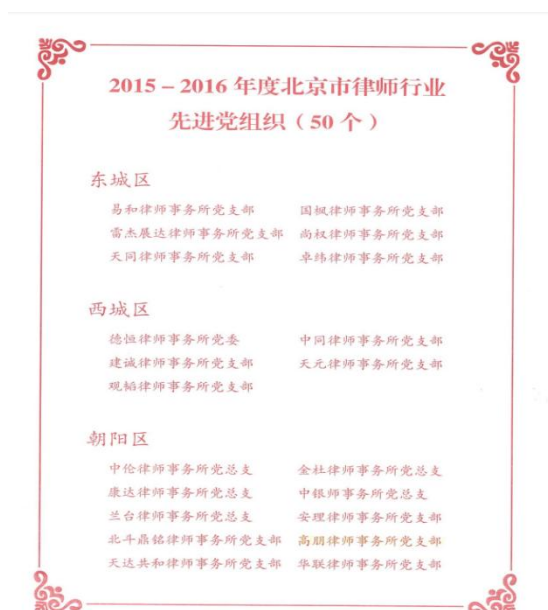 2015－2016 年度北京市律师行业
先进党组织（50 个）
东城区
易和律师事务所党支部 国枫律师事务所党支部
雷杰展达律师事务所党支部 尚权律师事务所党支部
天同律师事务所党支部 卓纬律师事务所党支部
西城区
德恒律师事务所党委 中同律师事务所党支部
建诚律师事务所党支部 天元律师事务所党支部
观韬律师事务所党支部
朝阳区
中伦律师事务所党总支 金杜律师事务所党总支
康达律师事务所党总支 中银师事务所党总支
兰台律师事务所党总支 安理律师事务所党支部
北斗鼎铭律师事务所党支部 高朋律师事务所党支部
天达共和律师事务所党支部 华联律师事务所党支部